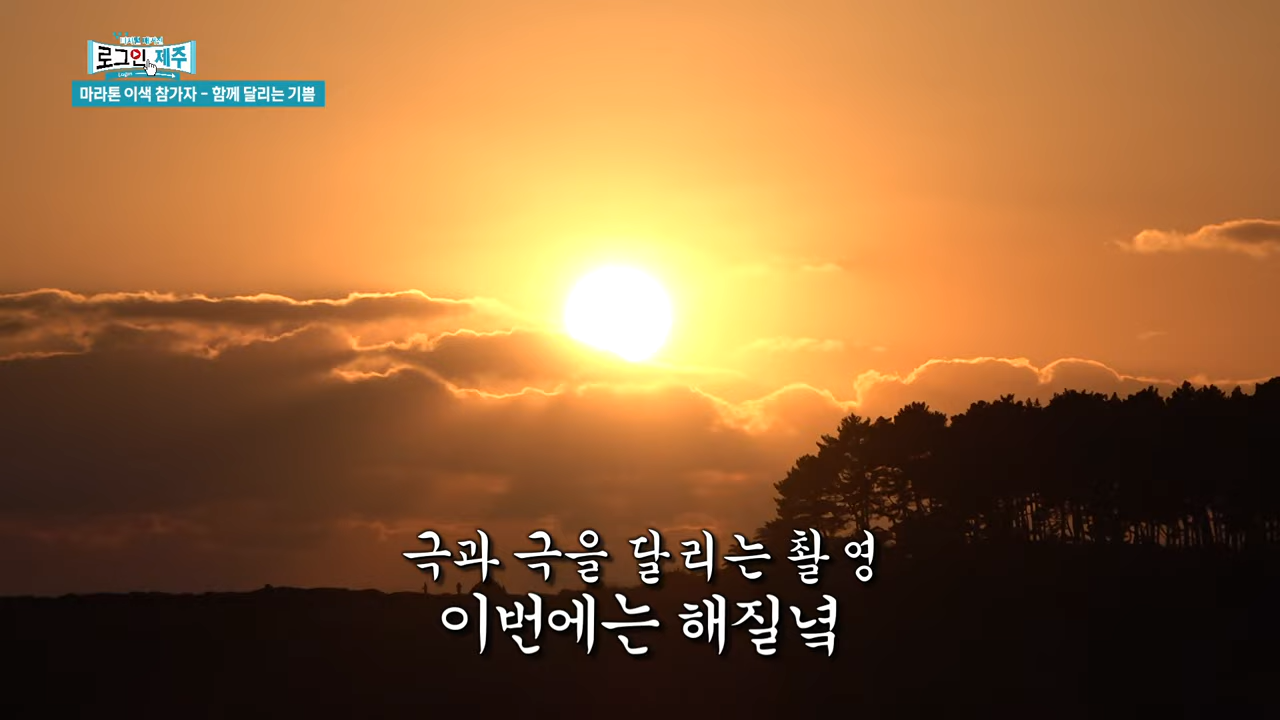 로그인 제주
Login
마라톤 이색 참가자 - 함께 달리는 기쁨
극과 극을 달리는 촬영
이번에는 해질녘